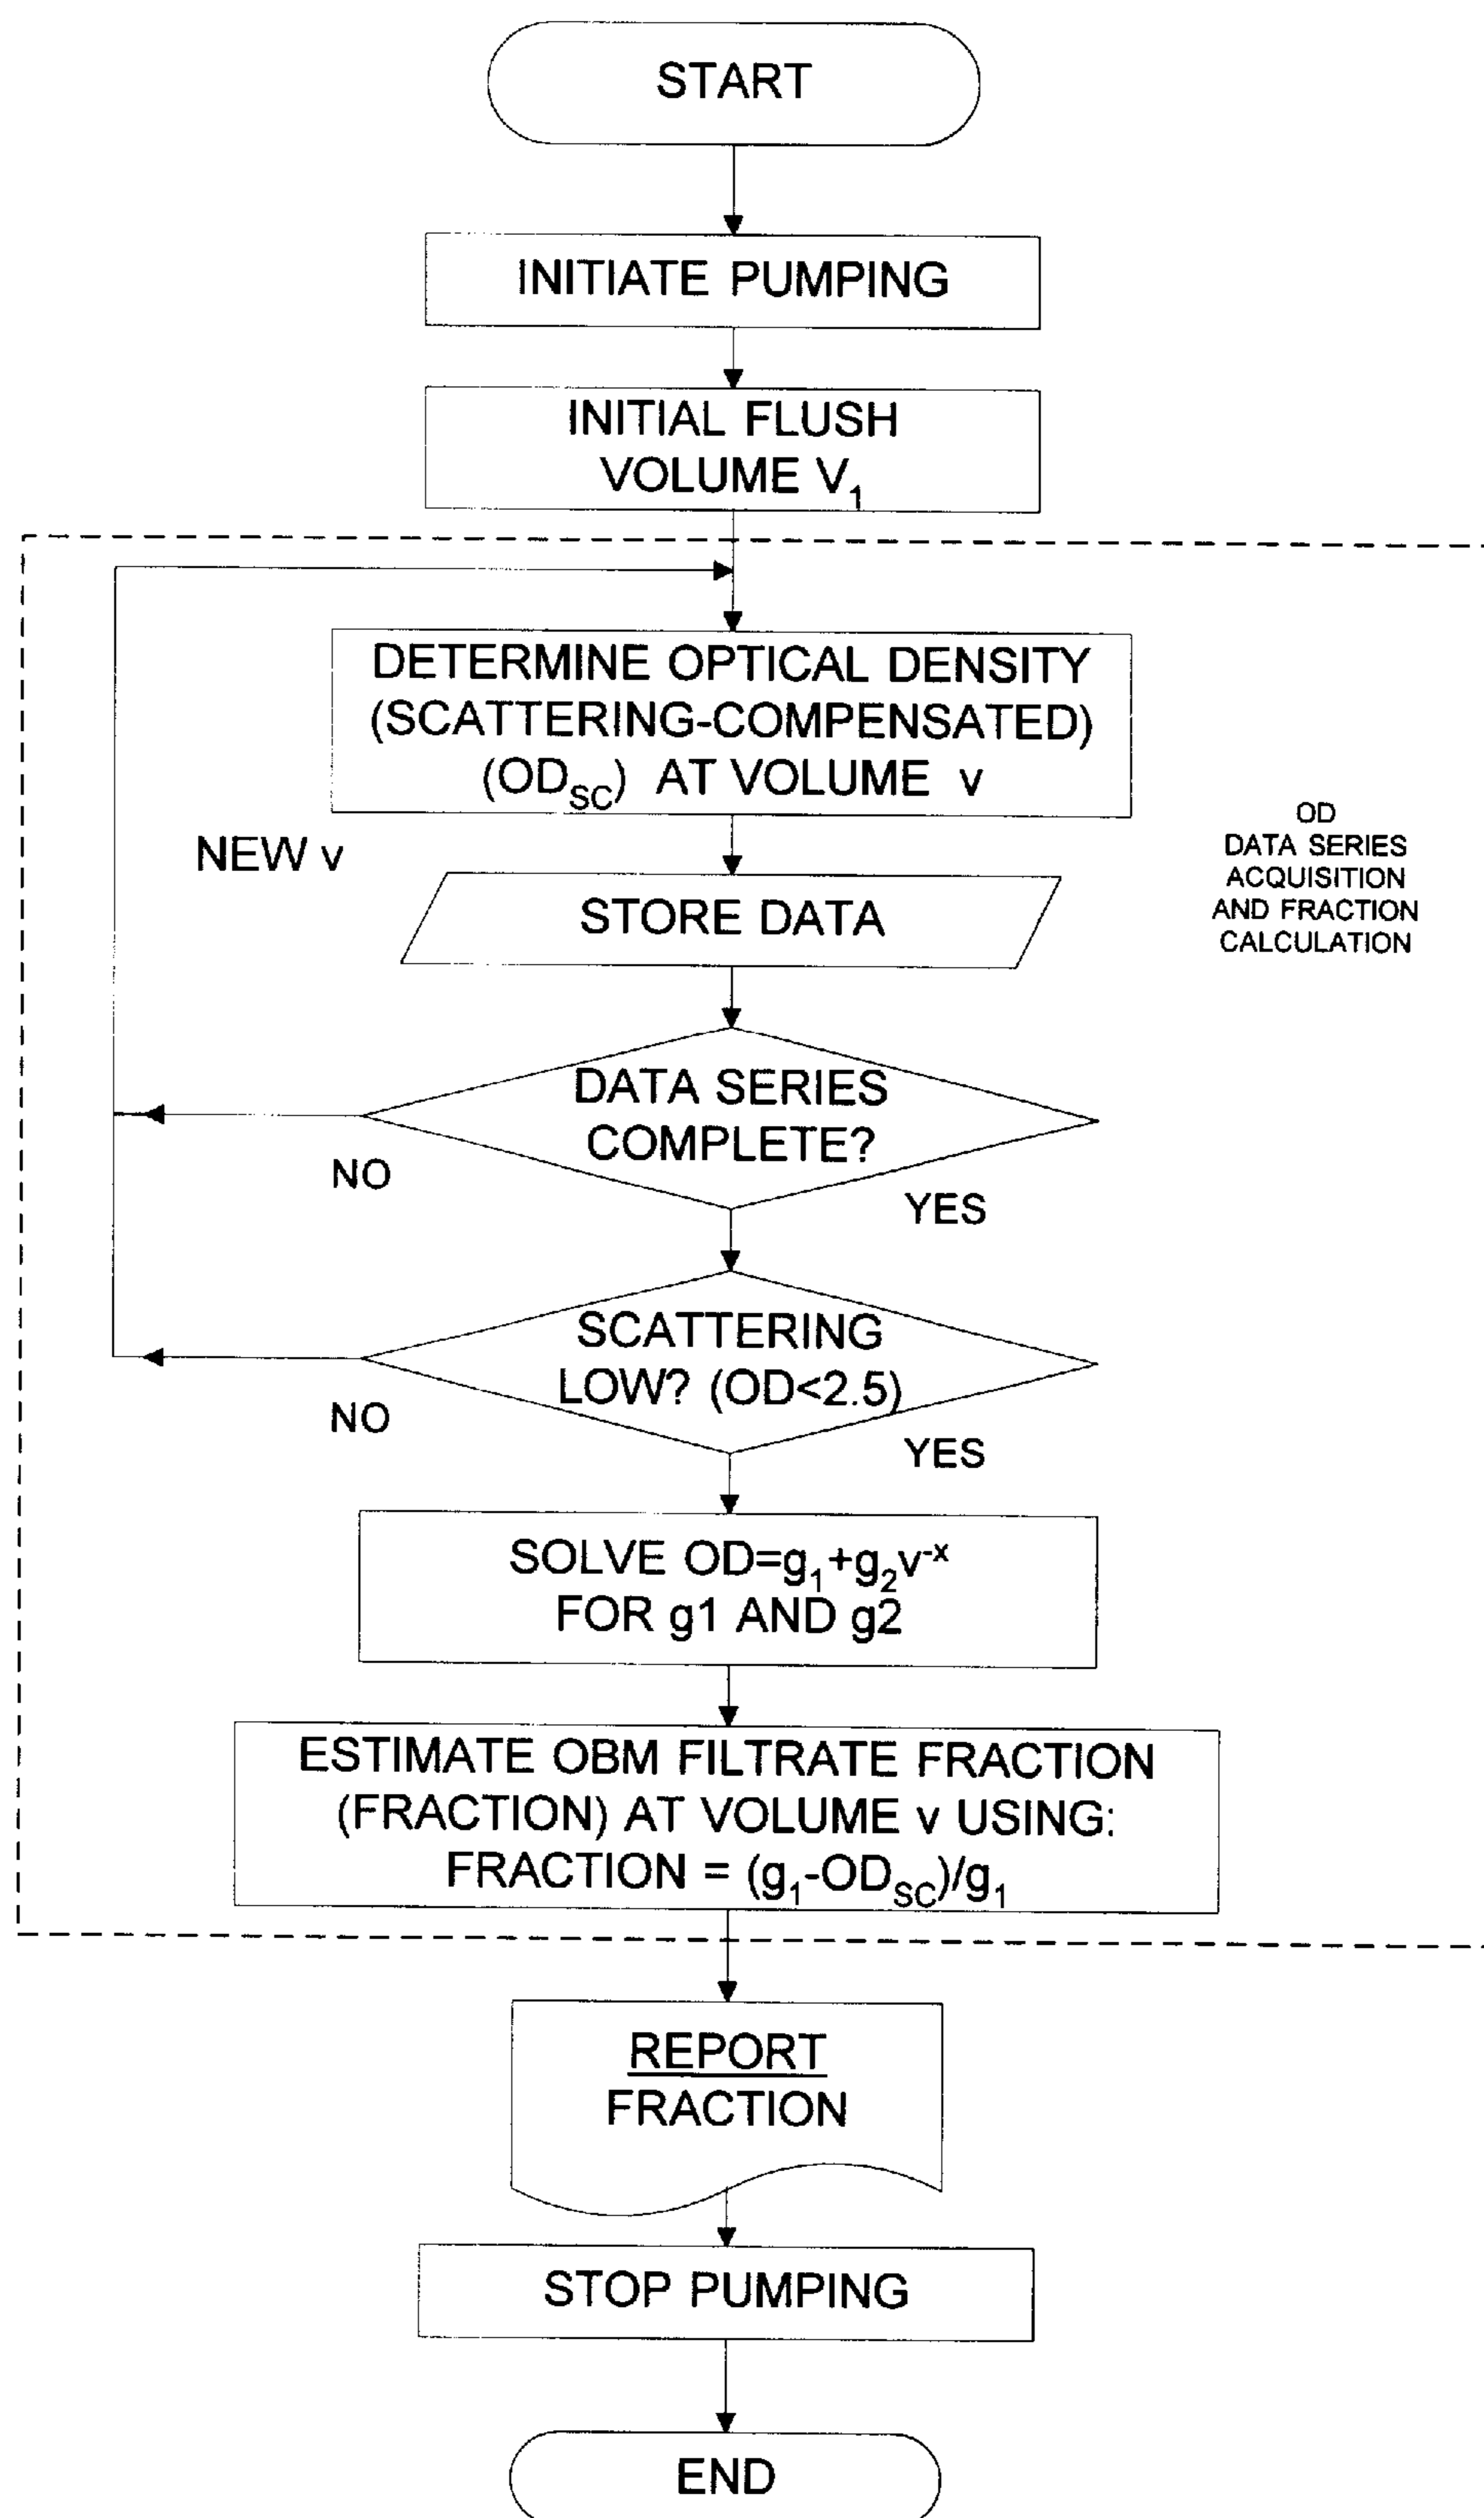 START
INITIATE PUMPING
INITIAL FLUSH
VOLUME V₁
DETERMINE OPTICAL DENSITY
(SCATTERING-COMPENSATED)
(OD_SC) AT VOLUME v
OD
DATA SERIES
ACQUISITION
AND FRACTION
CALCULATION
NEW v
STORE DATA
DATA SERIES
COMPLETE?
NO
YES
SCATTERING
LOW? (OD<2.5)
NO
YES
SOLVE OD=g₁+g₂v⁻ˣ
FOR g1 AND g2
ESTIMATE OBM FILTRATE FRACTION
(FRACTION) AT VOLUME v USING:
FRACTION = (g₁-OD_SC)/g₁
REPORT
FRACTION
STOP PUMPING
END